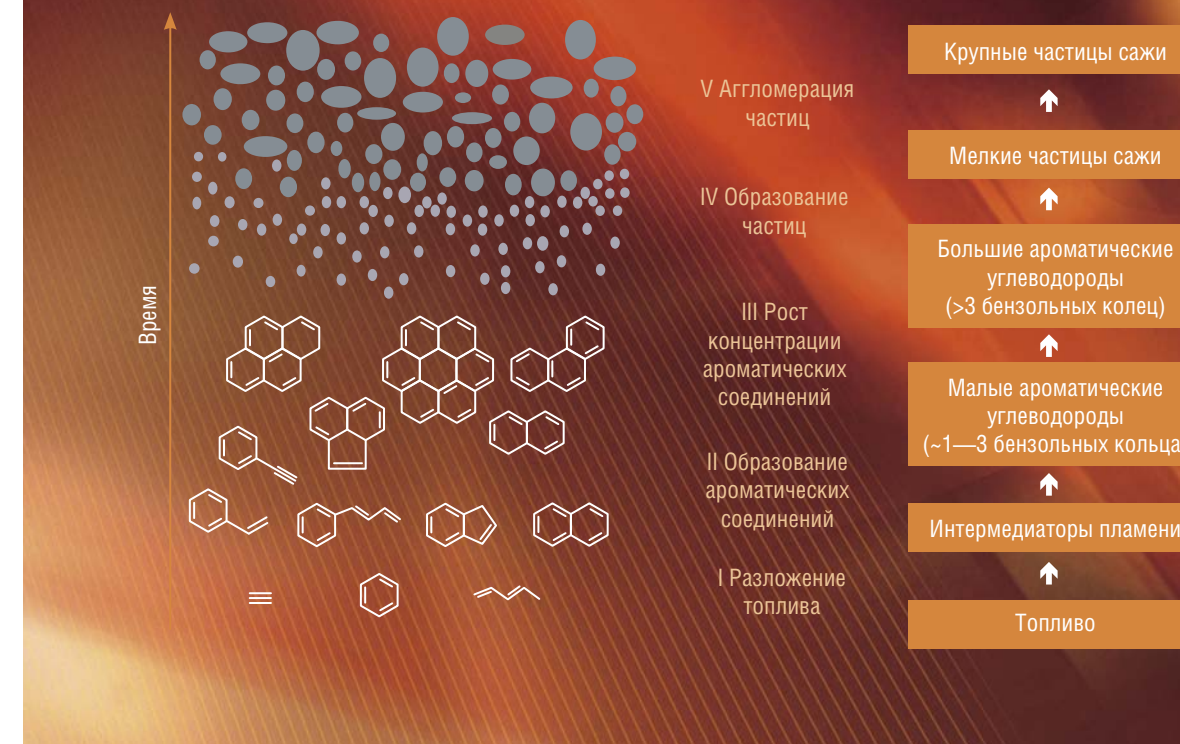 Время
V Аггломерация
частиц
IV Образование
частиц
III Рост
концентрации
ароматических
соединений
II Образование
ароматических
соединений
I Разложение
топлива
Крупные частицы сажи
Мелкие частицы сажи
Большие ароматические
углеводороды
(>3 бензольных колец)
Малые ароматические
углеводороды
(~1—3 бензольных кольца
Интермедиаторы пламени
Топливо